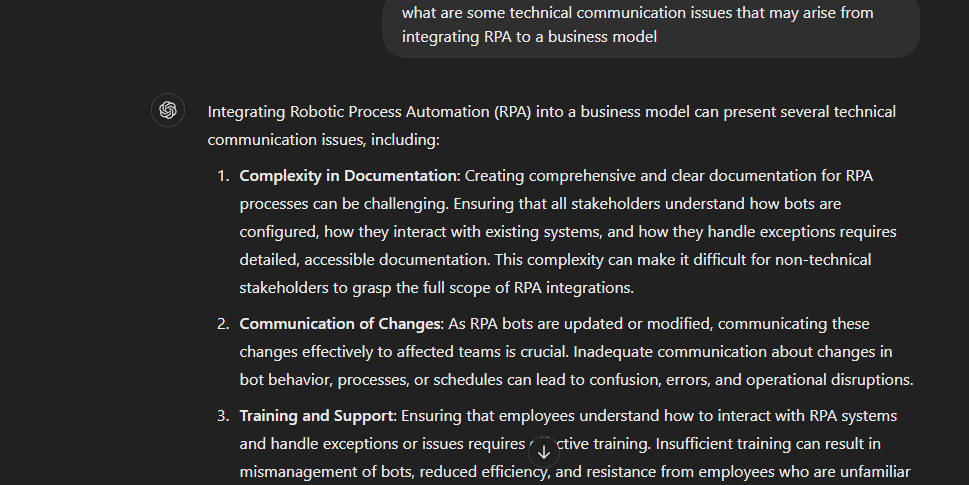 what are some technical communication issues that may arise from
integrating RPA to a business model
Integrating Robotic Process Automation (RPA) into a business model can present several technical
communication issues, including:
1. Complexity in Documentation: Creating comprehensive and clear documentation for RPA
processes can be challenging. Ensuring that all stakeholders understand how bots are
configured, how they interact with existing systems, and how they handle exceptions requires
detailed, accessible documentation. This complexity can make it difficult for non-technical
stakeholders to grasp the full scope of RPA integrations.
2. Communication of Changes: As RPA bots are updated or modified, communicating these
changes effectively to affected teams is crucial. Inadequate communication about changes in
bot behavior, processes, or schedules can lead to confusion, errors, and operational disruptions.
3. Training and Support: Ensuring that employees understand how to interact with RPA systems
and handle exceptions or issues requires training. Insufficient training can result in
mismanagement of bots, reduced efficiency, and resistance from employees who are unfamiliar